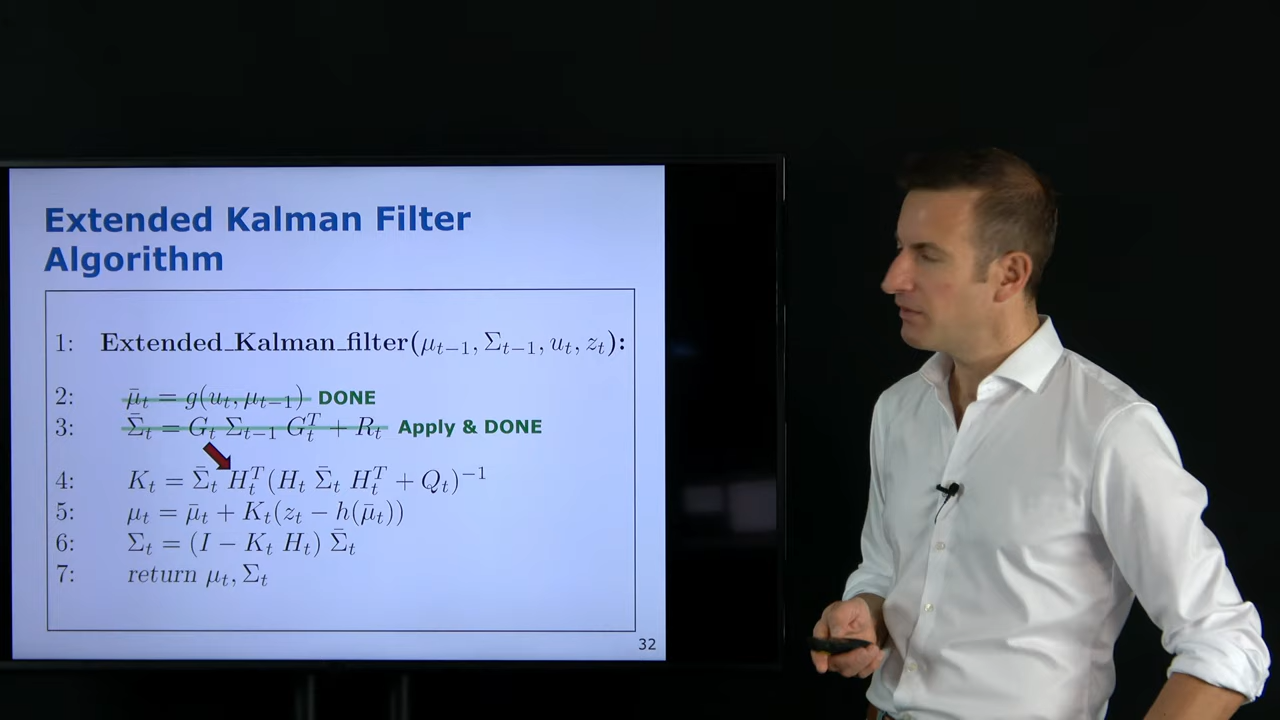 Extended Kalman Filter
Algorithm
1: Extended_Kalman_filter(μ_{t−1}, Σ_{t−1}, u_t, z_t):
2: μ̄_t = g(u_t, μ_{t−1}) DONE
3: Σ̄_t = G_t Σ_{t−1} G_t^T + R_t Apply & DONE
4: K_t = Σ̄_t H_t^T (H_t Σ̄_t H_t^T + Q_t)^{−1}
5: μ_t = μ̄_t + K_t(z_t − h(μ̄_t))
6: Σ_t = (I − K_t H_t) Σ̄_t
7: return μ_t, Σ_t
32